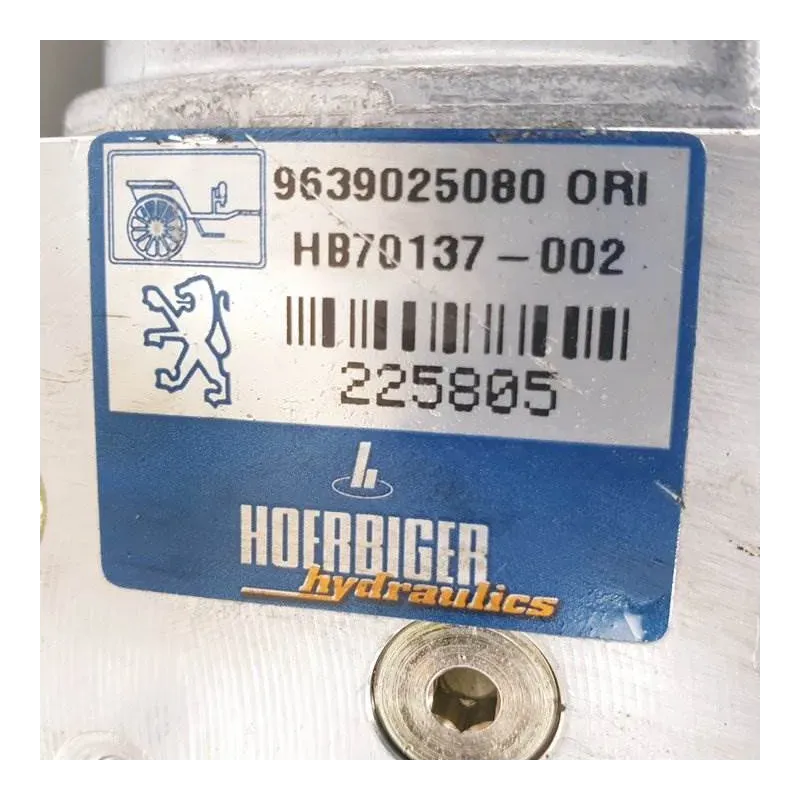 9639025080 ORI
HB70137-002
225805
HOERBIGER
hydraulics